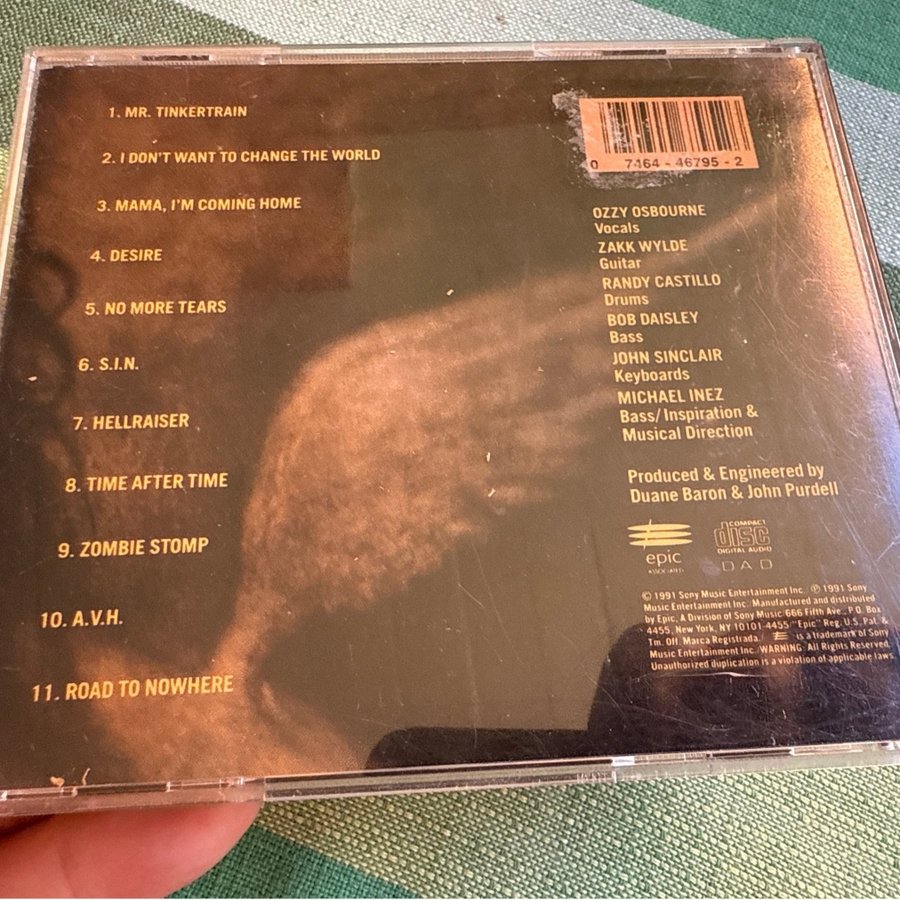 1. MR. TINKERTRAIN
2. I DON'T WANT TO CHANGE THE WORLD
3. MAMA, I'M COMING HOME
4. DESIRE
5. NO MORE TEARS
6. S.I.N.
7. HELLRAISER
8. TIME AFTER TIME
9. ZOMBIE STOMP
10. A.V.H.
11. ROAD TO NOWHERE
0 7464 - 46795 - 2
OZZY OSBOURNE
Vocals
ZAKK WYLDE
Guitar
RANDY CASTILLO
Drums
BOB DAISLEY
Bass
JOHN SINCLAIR
Keyboards
MICHAEL INEZ
Bass/Inspiration &
Musical Direction
Produced & Engineered by
Duane Baron & John Purdell
epic
ASSOCIATED
COMPACT
disc
DIGITAL AUDIO
DAD
© 1991 Sony Music Entertainment Inc. ℗ 1991 Sony
Music Entertainment Inc. Manufactured and distributed
by Epic, A Division of Sony Music 666 Fifth Ave., P.O. Box
4455, New York, NY 10101-4455/"Epic" Reg. U.S. Pat. &
Tm. Off. Marca Registrada./ is a trademark of Sony
Music Entertainment Inc./WARNING: All Rights Reserved.
Unauthorized duplication is a violation of applicable laws.